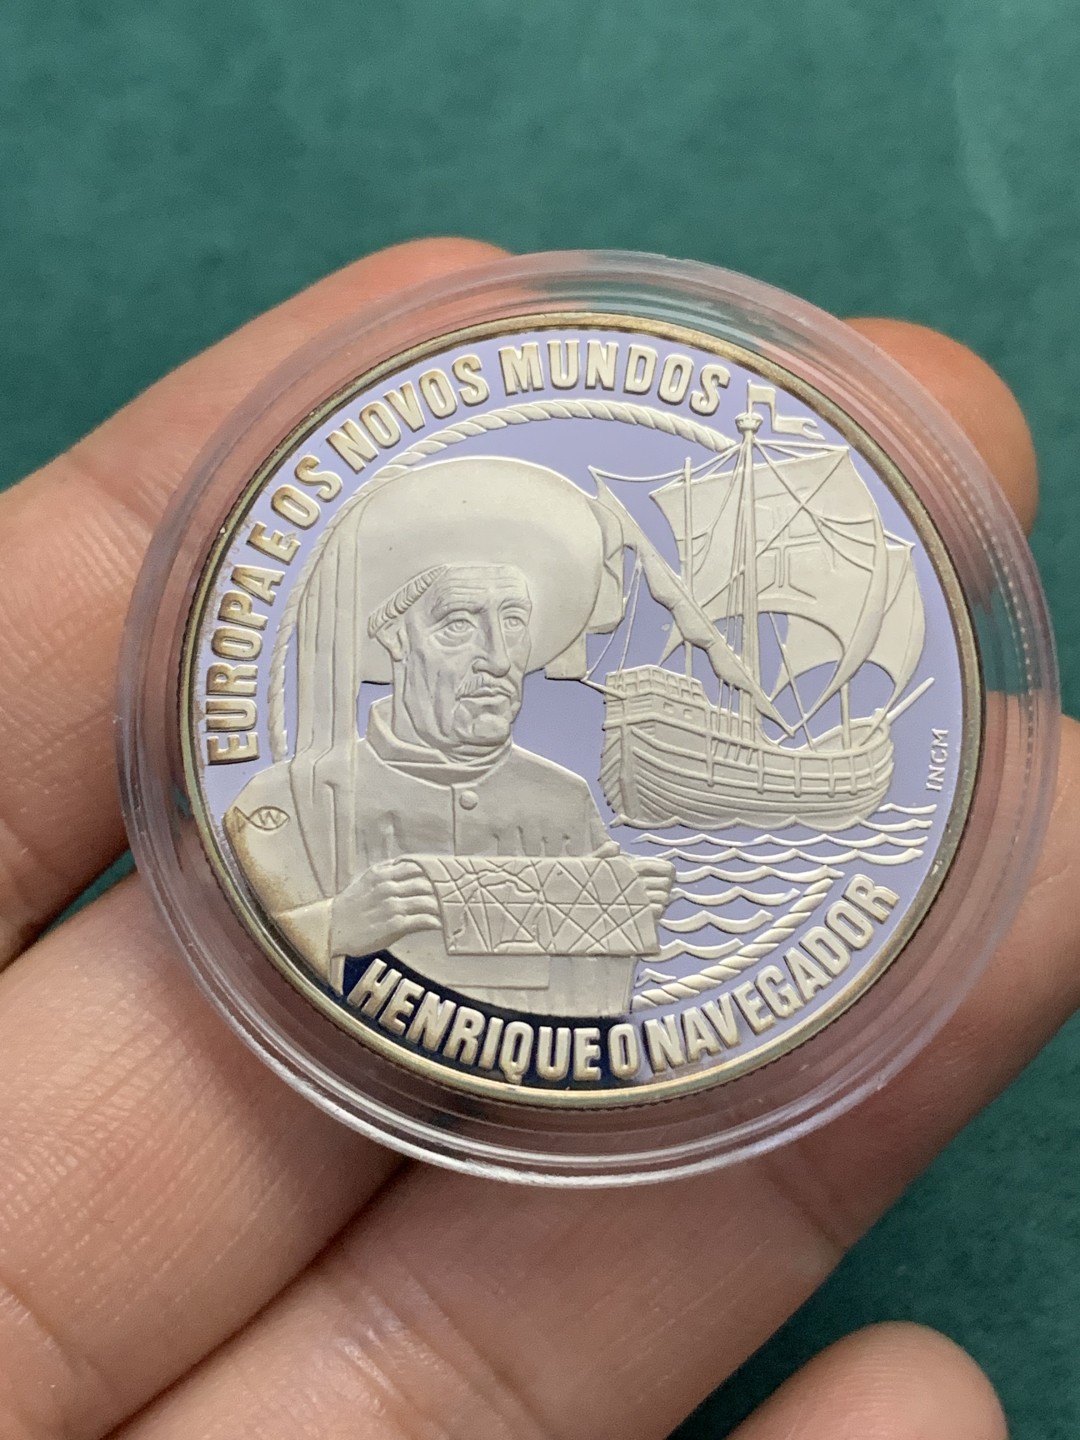 EUROPA E OS NOVOS MUNDOS
INCM
W
HENRIQUE O NAVEGADOR